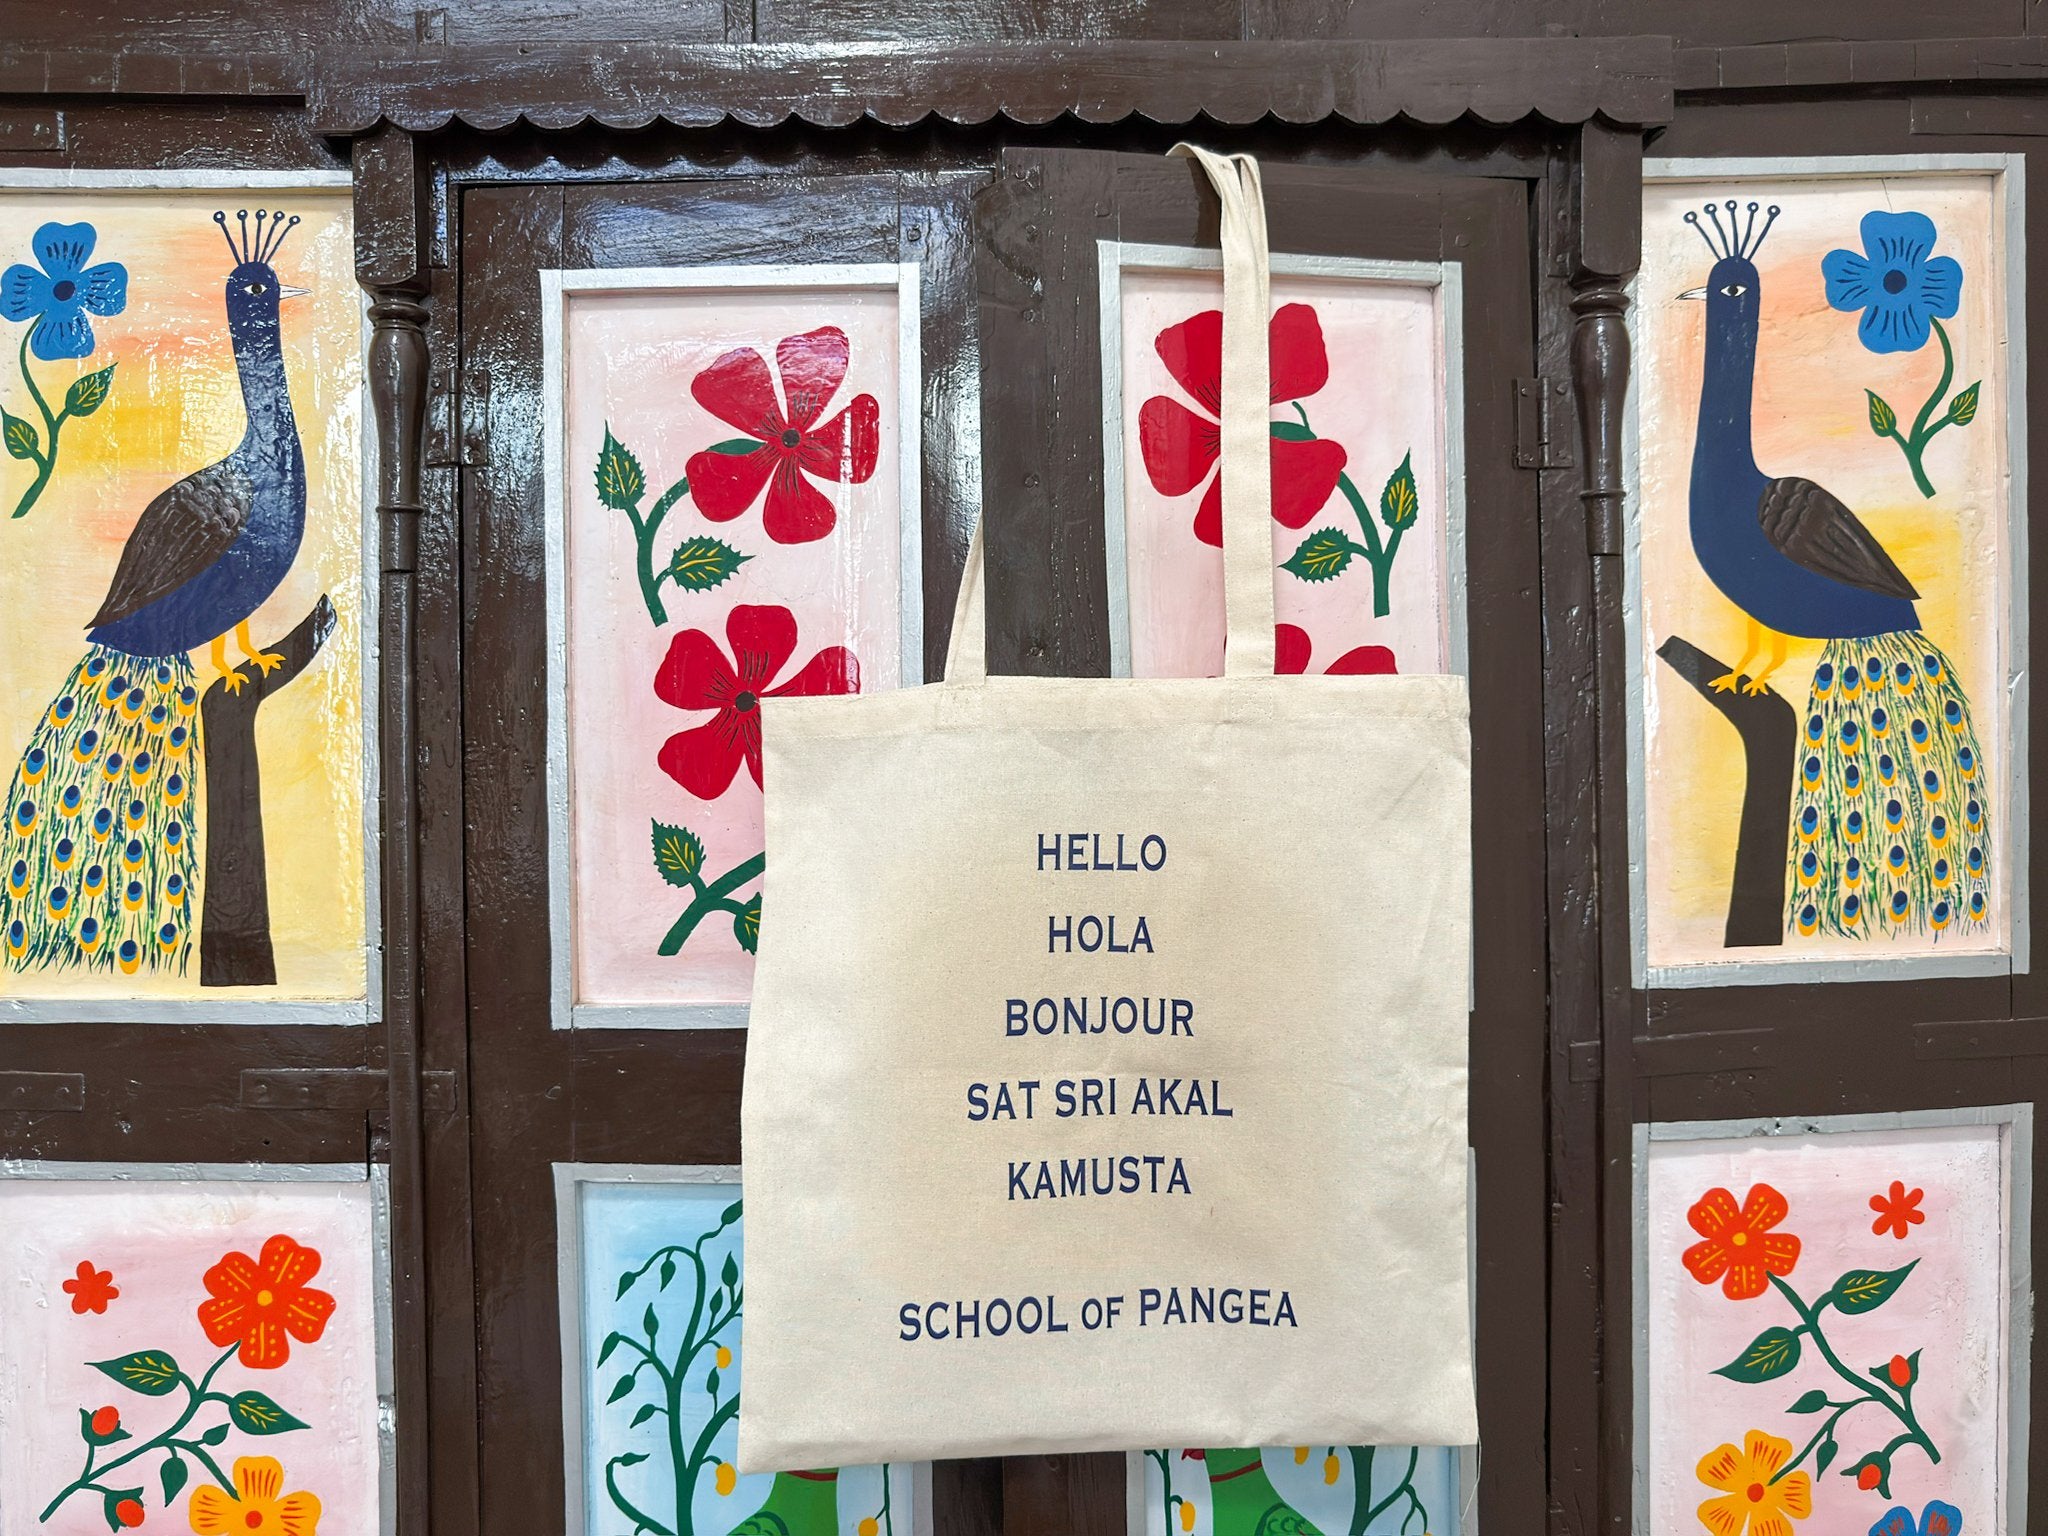 HELLO
HOLA
BONJOUR
SAT SRI AKAL
KAMUSTA
SCHOOL OF PANGEA